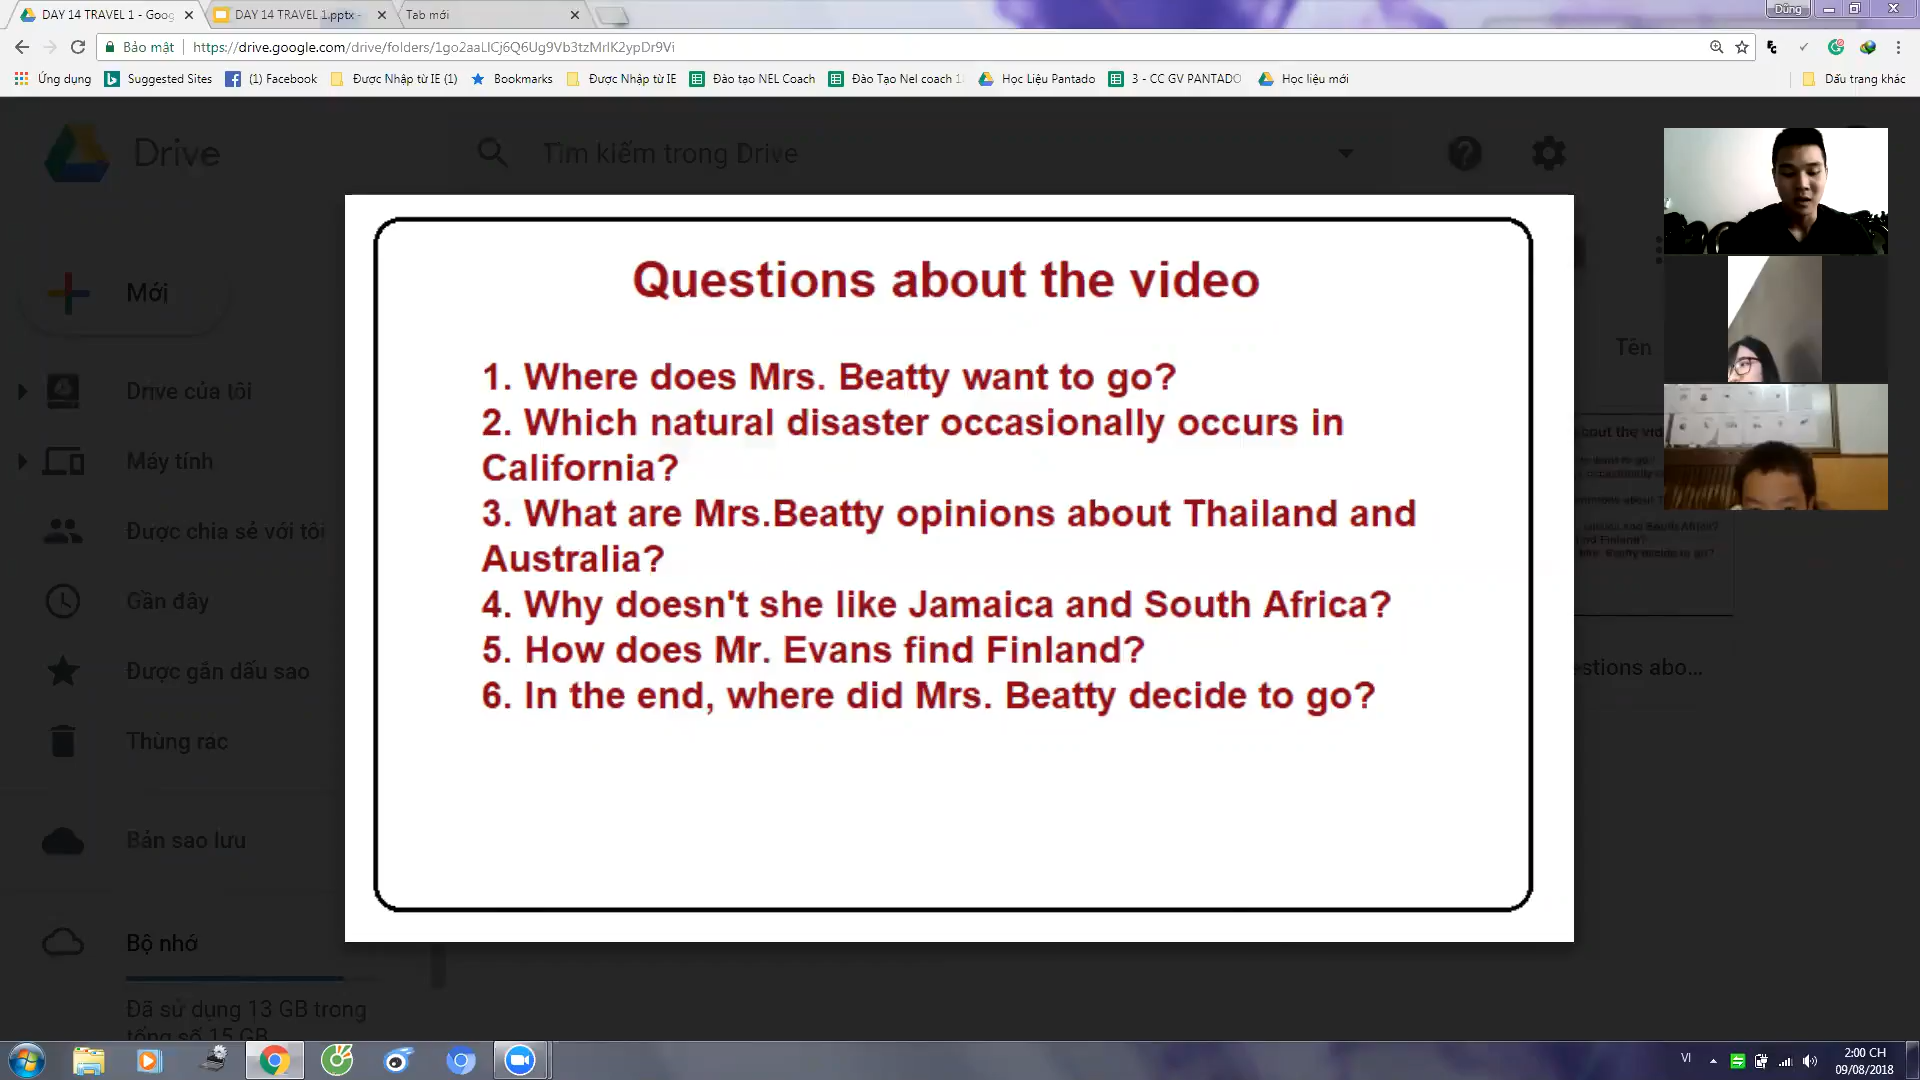 DAY 14 TRAVEL 1 - Goog
DAY 14 TRAVEL 1.pptx -
Tab mới
Dũng
Bảo mật
https://drive.google.com/drive/folders/1go2aaLICj6Q6Ug9Vb3tzMrIK2ypDr9Vi
Ứng dụng
Suggested Sites
(1) Facebook
Được Nhập từ IE (1)
Bookmarks
Được Nhập từ IE
Đào tạo NEL Coach
Đào Tạo Nel coach 1
Học Liệu Pantado
3 - CC GV PANTADO
Học liệu mới
Dấu trang khác
Drive
Tìm kiếm trong Drive
Mới
Drive của tôi
Máy tính
Được chia sẻ với tôi
Gần đây
Được gắn dấu sao
Thùng rác
Bản sao lưu
Bộ nhớ
Đã sử dụng 13 GB trong
tổng số 15 GB
Questions about the video
1. Where does Mrs. Beatty want to go?
2. Which natural disaster occasionally occurs in
California?
3. What are Mrs.Beatty opinions about Thailand and
Australia?
4. Why doesn't she like Jamaica and South Africa?
5. How does Mr. Evans find Finland?
6. In the end, where did Mrs. Beatty decide to go?
Tên
estions abo...
VI
2:00 CH
09/08/2018